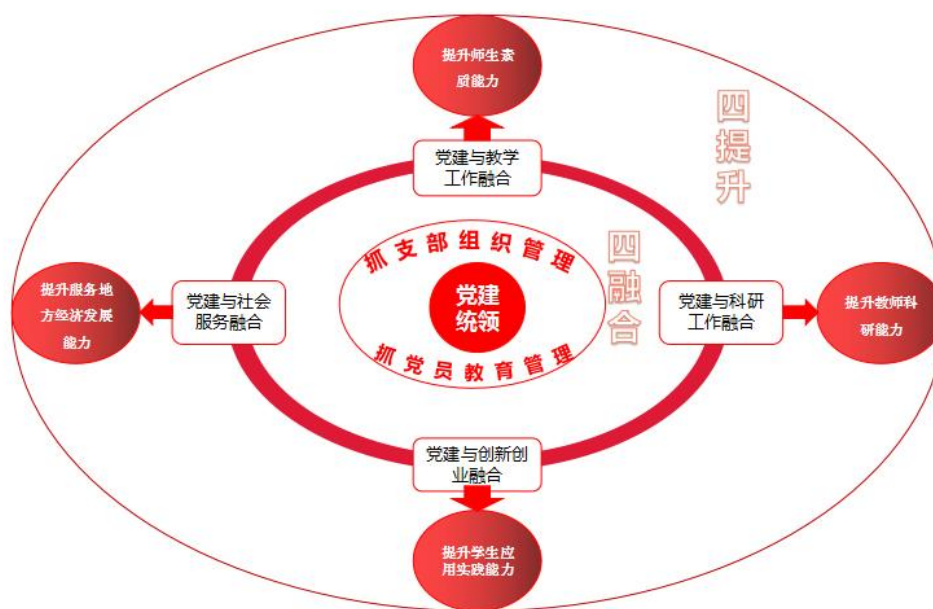 提升师生素
质能力
四提升
党建与教学
工作融合
四融合
抓支部组织管理
提升服务地
方经济发展
能力
党建与社会
服务融合
党建
统领
党建与科研
工作融合
提升教师科
研能力
抓党员教育管理
党建与创新创
业融合
提升学生应
用实践能力